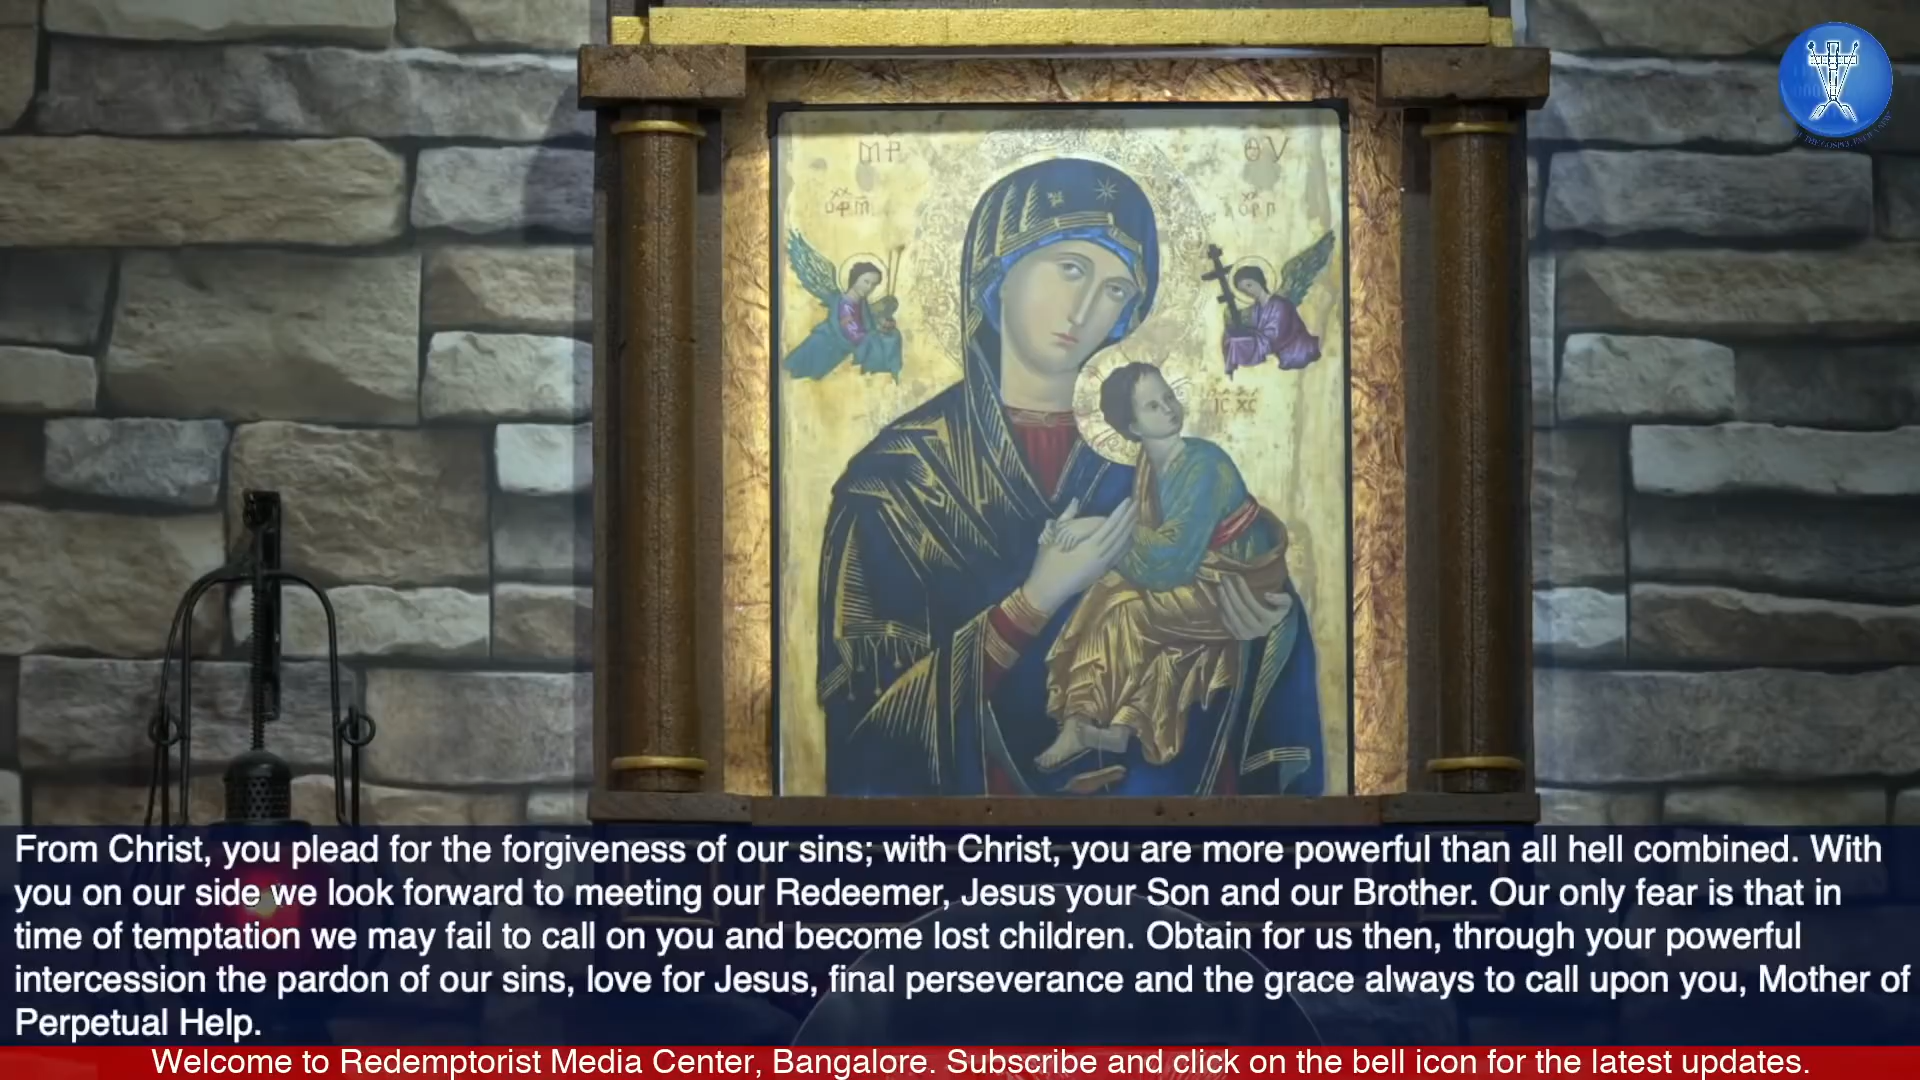 MP ΘV
IC XC
From Christ, you plead for the forgiveness of our sins; with Christ, you are more powerful than all hell combined. With
you on our side we look forward to meeting our Redeemer, Jesus your Son and our Brother. Our only fear is that in
time of temptation we may fail to call on you and become lost children. Obtain for us then, through your powerful
intercession the pardon of our sins, love for Jesus, final perseverance and the grace always to call upon you, Mother of
Perpetual Help.
Welcome to Redemptorist Media Center, Bangalore. Subscribe and click on the bell icon for the latest updates.